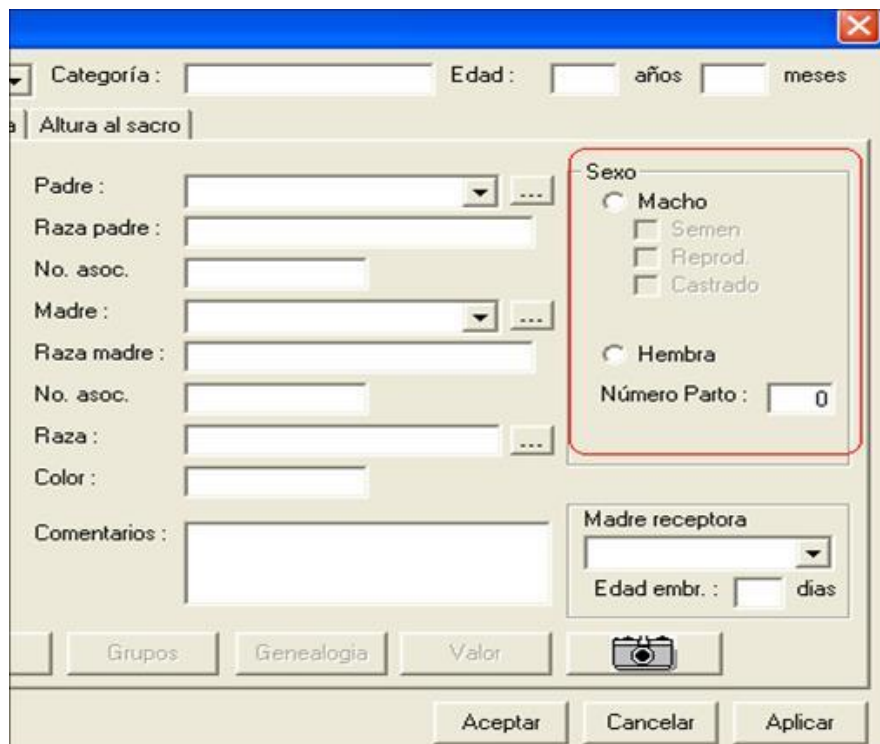 Categoría : Edad : años meses
a Altura al sacro
Padre : ...
Raza padre :
No. asoc.
Madre : ...
Raza madre :
No. asoc.
Raza : ...
Color :
Comentarios :
Sexo
Macho
Semen
Reprod.
Castrado
Hembra
Número Parto : 0
Madre receptora
Edad embr. : dias
Grupos Genealogia Valor
Aceptar Cancelar Aplicar